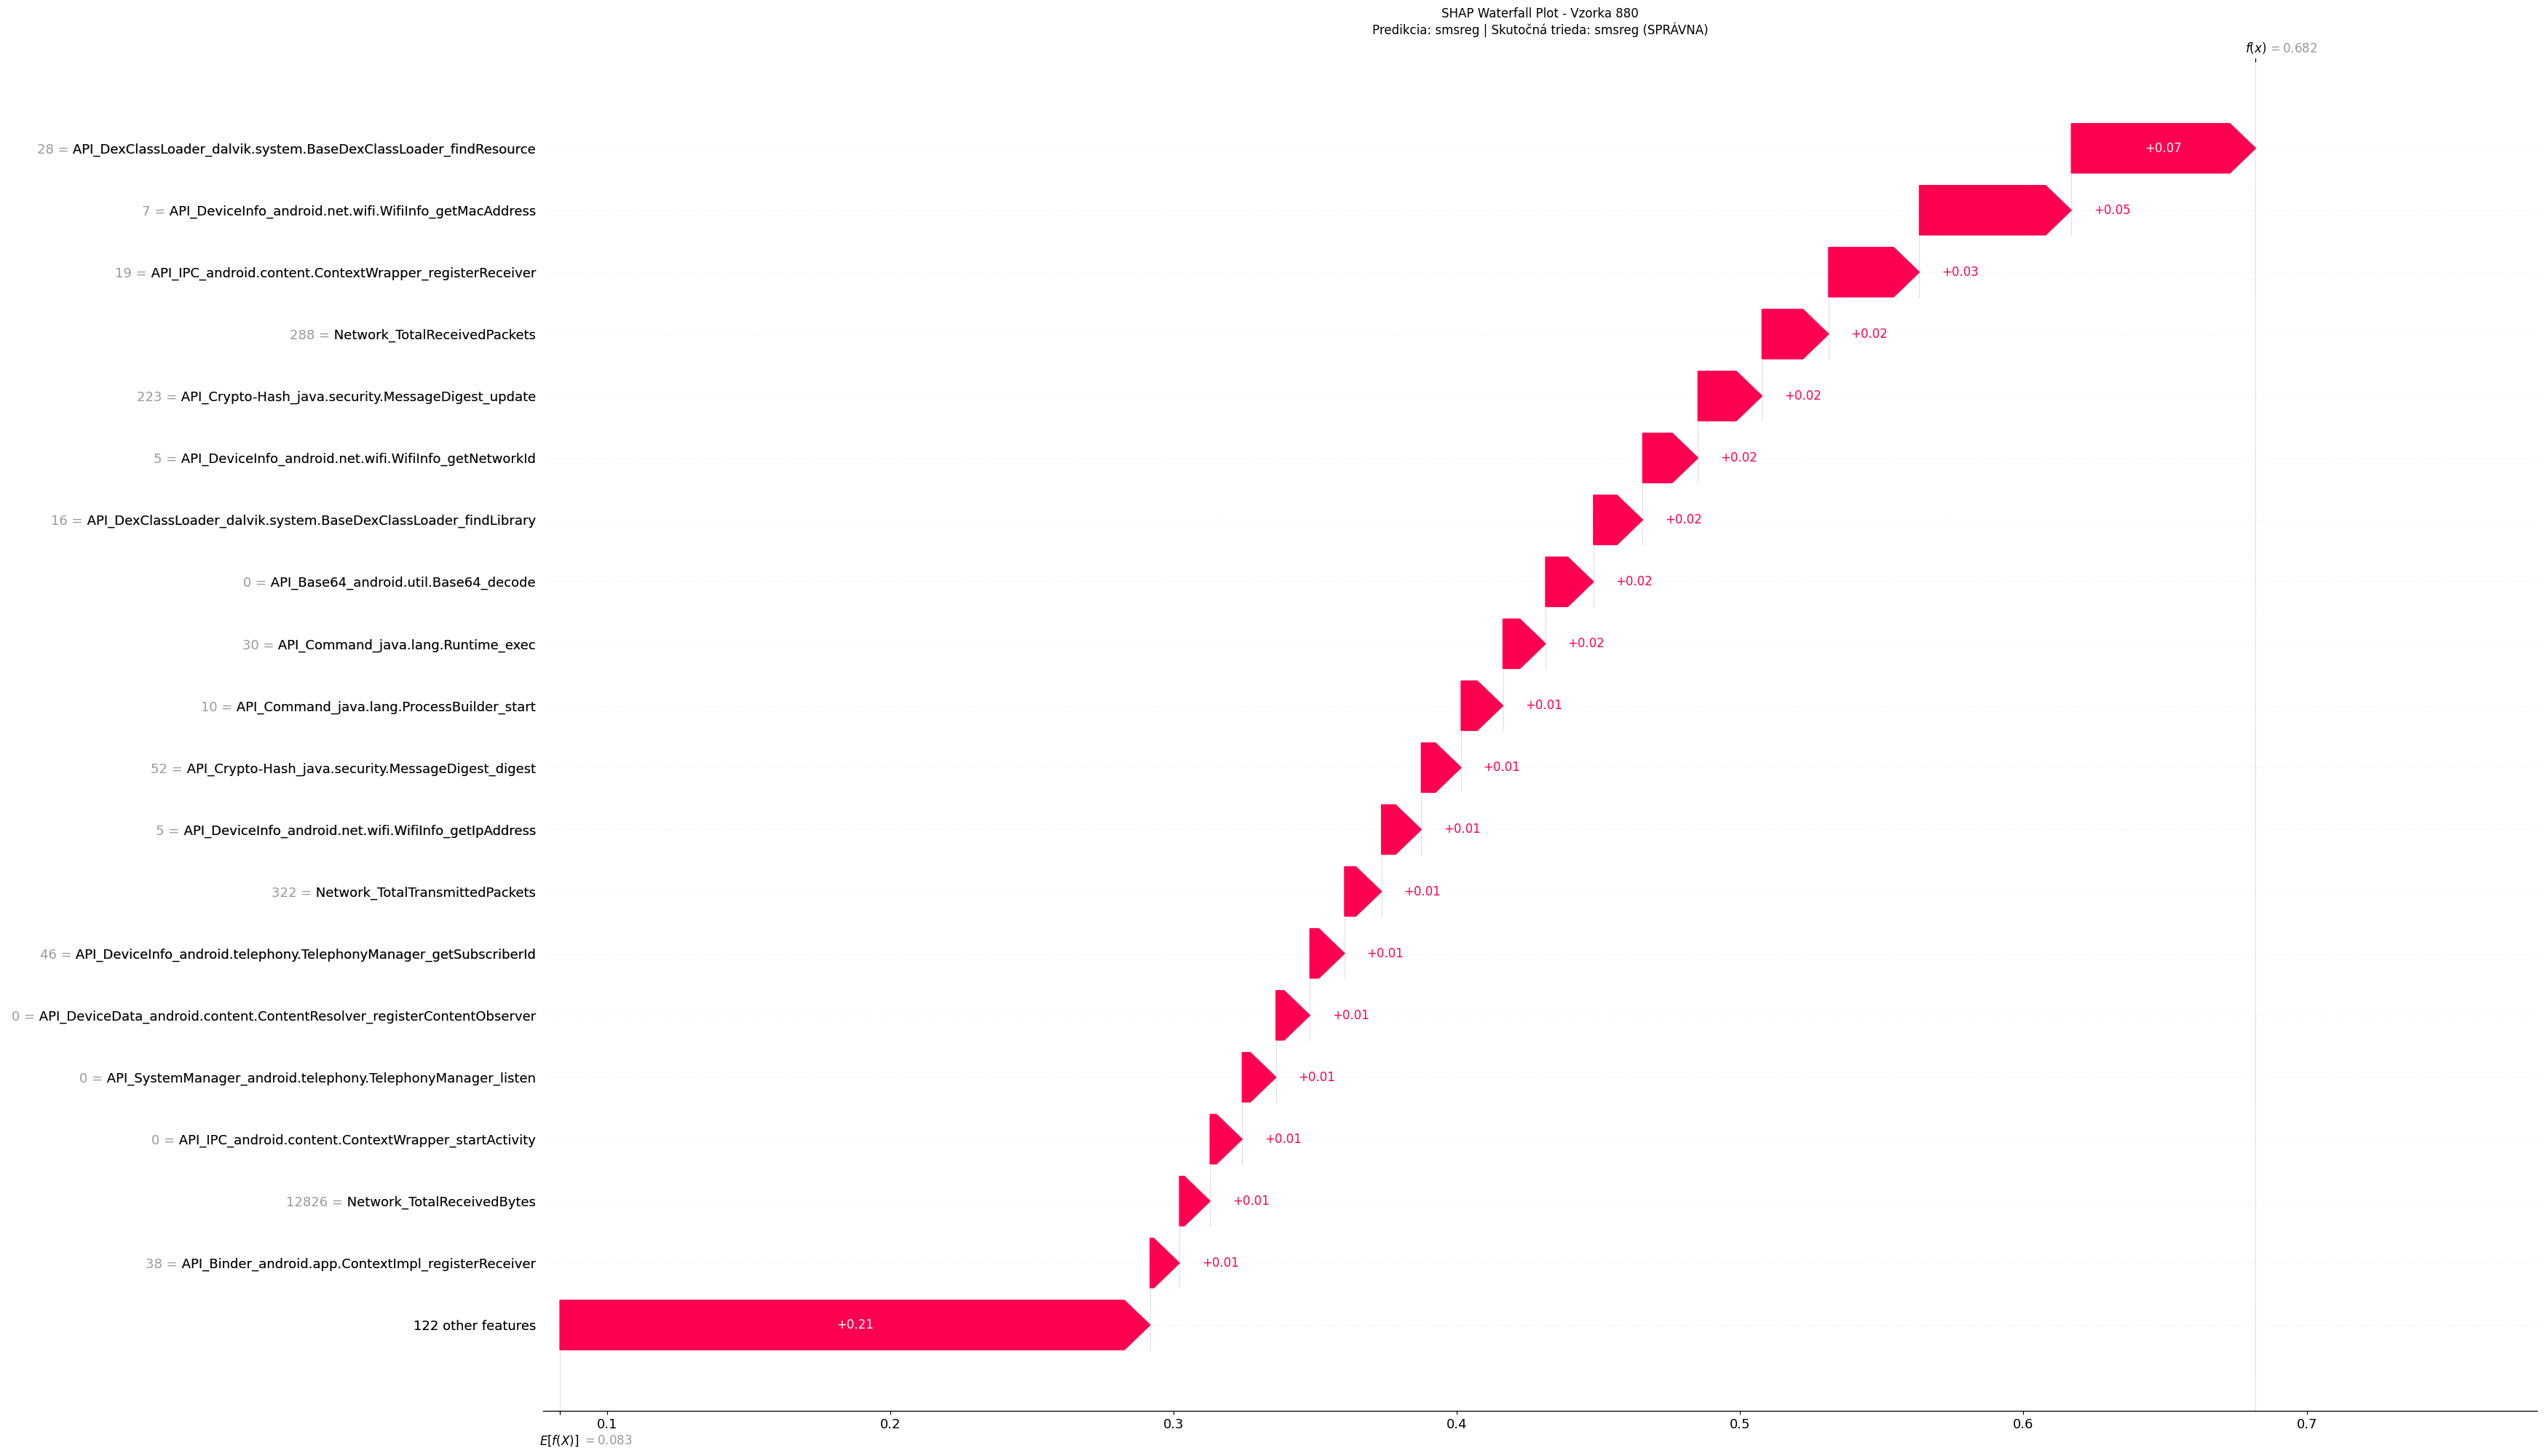 SHAP Waterfall Plot - Vzorka 880
Predikcia: smsreg | Skutočná trieda: smsreg (SPRÁVNA)
f(x) = 0.682
28 = API_DexClassLoader_dalvik.system.BaseDexClassLoader_findResource
+0.07
7 = API_DeviceInfo_android.net.wifi.WifiInfo_getMacAddress
+0.05
19 = API_IPC_android.content.ContextWrapper_registerReceiver
+0.03
288 = Network_TotalReceivedPackets
+0.02
223 = API_Crypto-Hash_java.security.MessageDigest_update
+0.02
5 = API_DeviceInfo_android.net.wifi.WifiInfo_getNetworkId
+0.02
16 = API_DexClassLoader_dalvik.system.BaseDexClassLoader_findLibrary
+0.02
0 = API_Base64_android.util.Base64_decode
+0.02
30 = API_Command_java.lang.Runtime_exec
+0.02
10 = API_Command_java.lang.ProcessBuilder_start
+0.01
52 = API_Crypto-Hash_java.security.MessageDigest_digest
+0.01
5 = API_DeviceInfo_android.net.wifi.WifiInfo_getIpAddress
+0.01
322 = Network_TotalTransmittedPackets
+0.01
46 = API_DeviceInfo_android.telephony.TelephonyManager_getSubscriberId
+0.01
0 = API_DeviceData_android.content.ContentResolver_registerContentObserver
+0.01
0 = API_SystemManager_android.telephony.TelephonyManager_listen
+0.01
0 = API_IPC_android.content.ContextWrapper_startActivity
+0.01
12826 = Network_TotalReceivedBytes
+0.01
38 = API_Binder_android.app.ContextImpl_registerReceiver
+0.01
122 other features
+0.21
0.1 0.2 0.3 0.4 0.5 0.6 0.7
E[f(X)] = 0.083